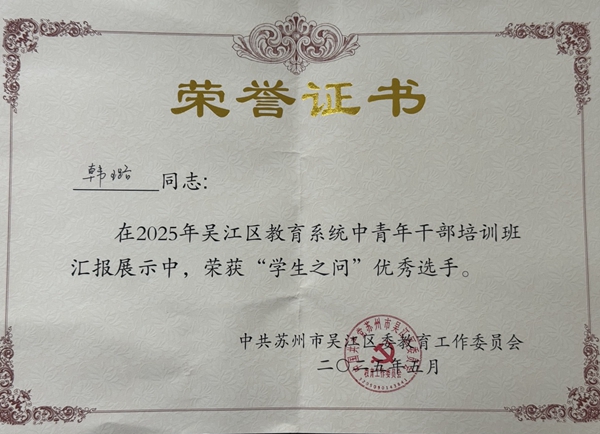 荣誉证书
韩璐同志：
在2025年吴江区教育系统中青年干部培训班
汇报展示中，荣获“学生之问”优秀选手。
中共苏州市吴江区委教育工作委员会
二〇二五年五月